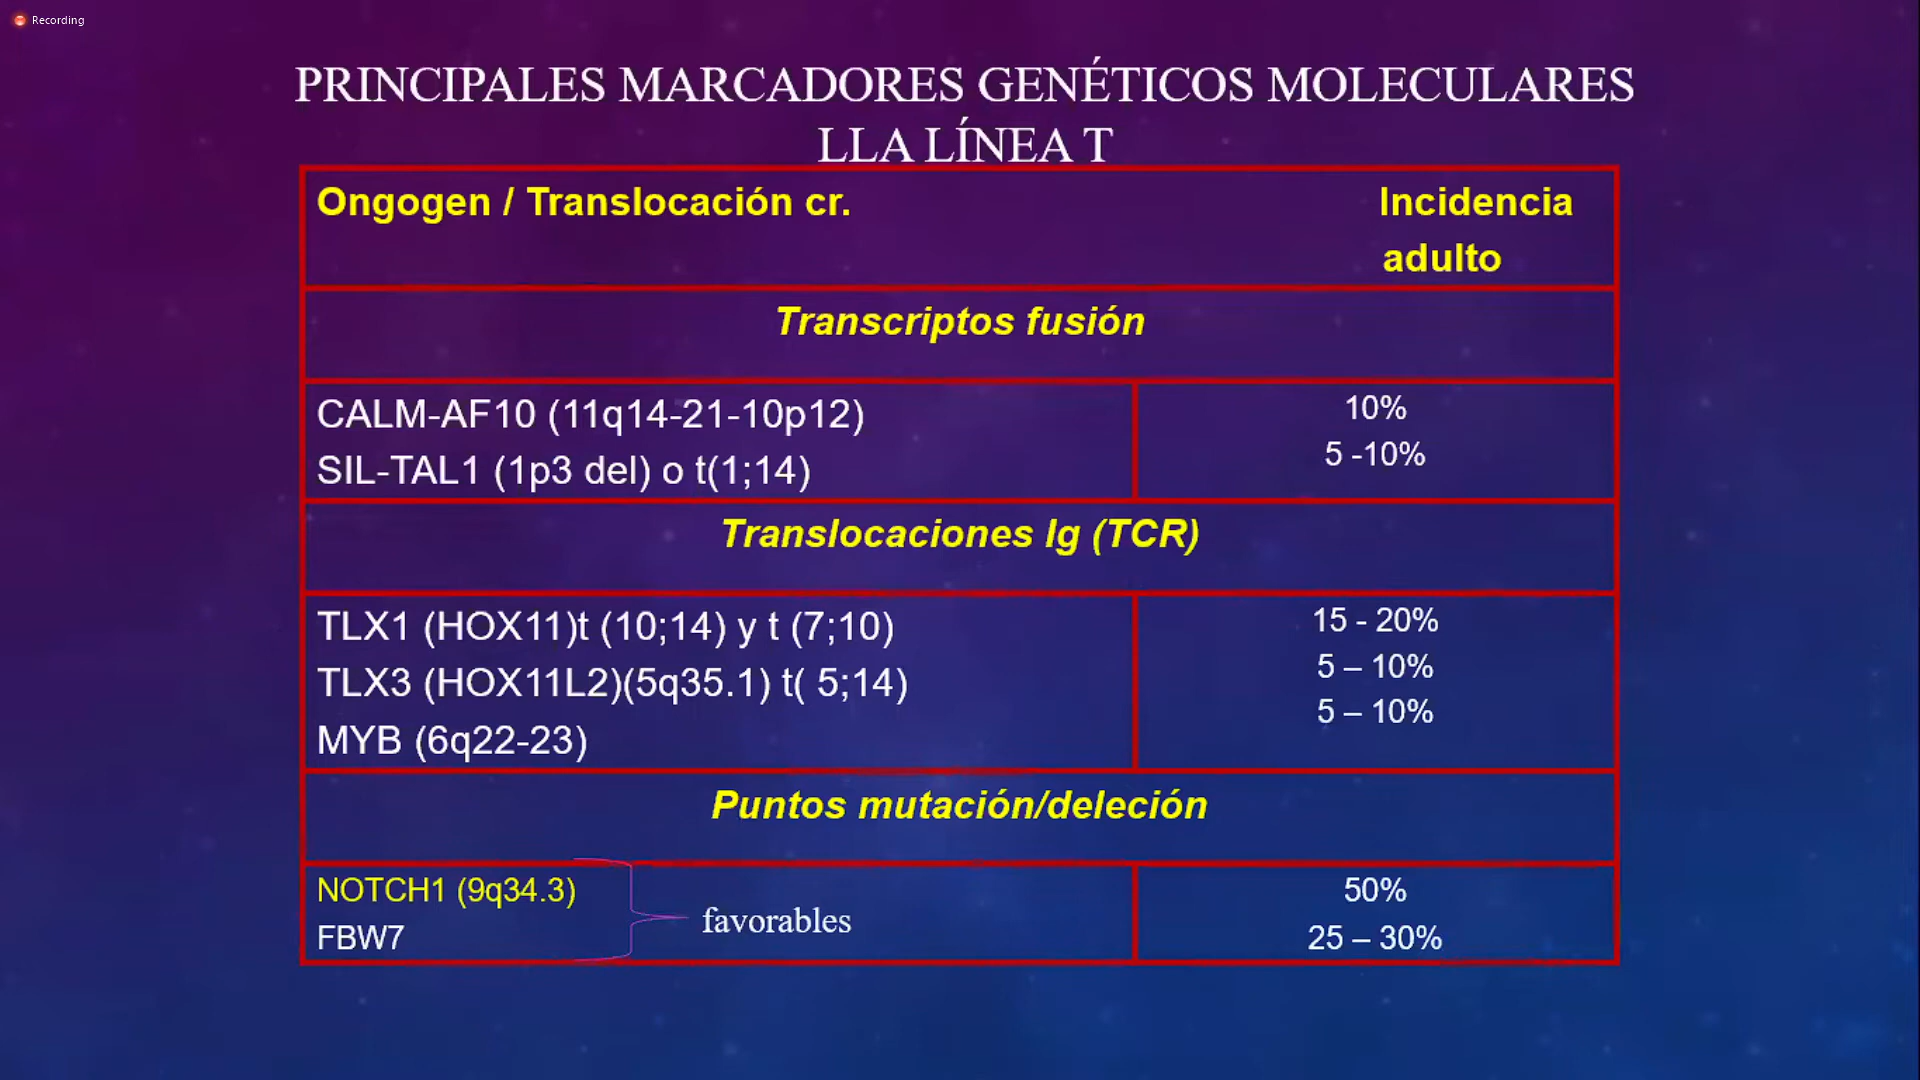 Recording
PRINCIPALES MARCADORES GENÉTICOS MOLECULARES
LLA LÍNEA T
Ongogen / Translocación cr. Incidencia
adulto
Transcriptos fusión
CALM-AF10 (11q14-21-10p12) 10%
SIL-TAL1 (1p3 del) o t(1;14) 5 -10%
Translocaciones Ig (TCR)
TLX1 (HOX11)t (10;14) y t (7;10) 15 - 20%
TLX3 (HOX11L2)(5q35.1) t( 5;14) 5 – 10%
MYB (6q22-23) 5 – 10%
Puntos mutación/deleción
NOTCH1 (9q34.3) 50%
favorables
FBW7 25 – 30%